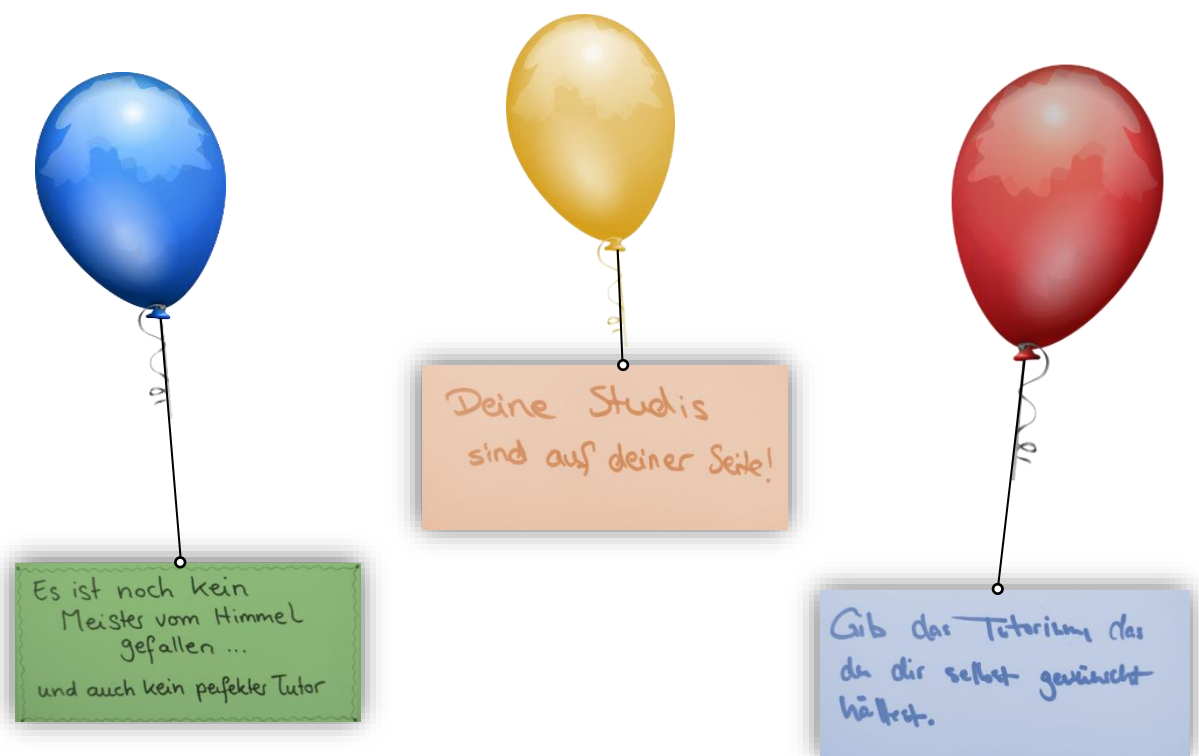 Es ist noch kein
Meister vom Himmel
gefallen ...
und auch kein perfekter Tutor
Deine Studis
sind auf deiner Seite!
Gib das Tutorium das
du dir selbst gewünscht
hättest.